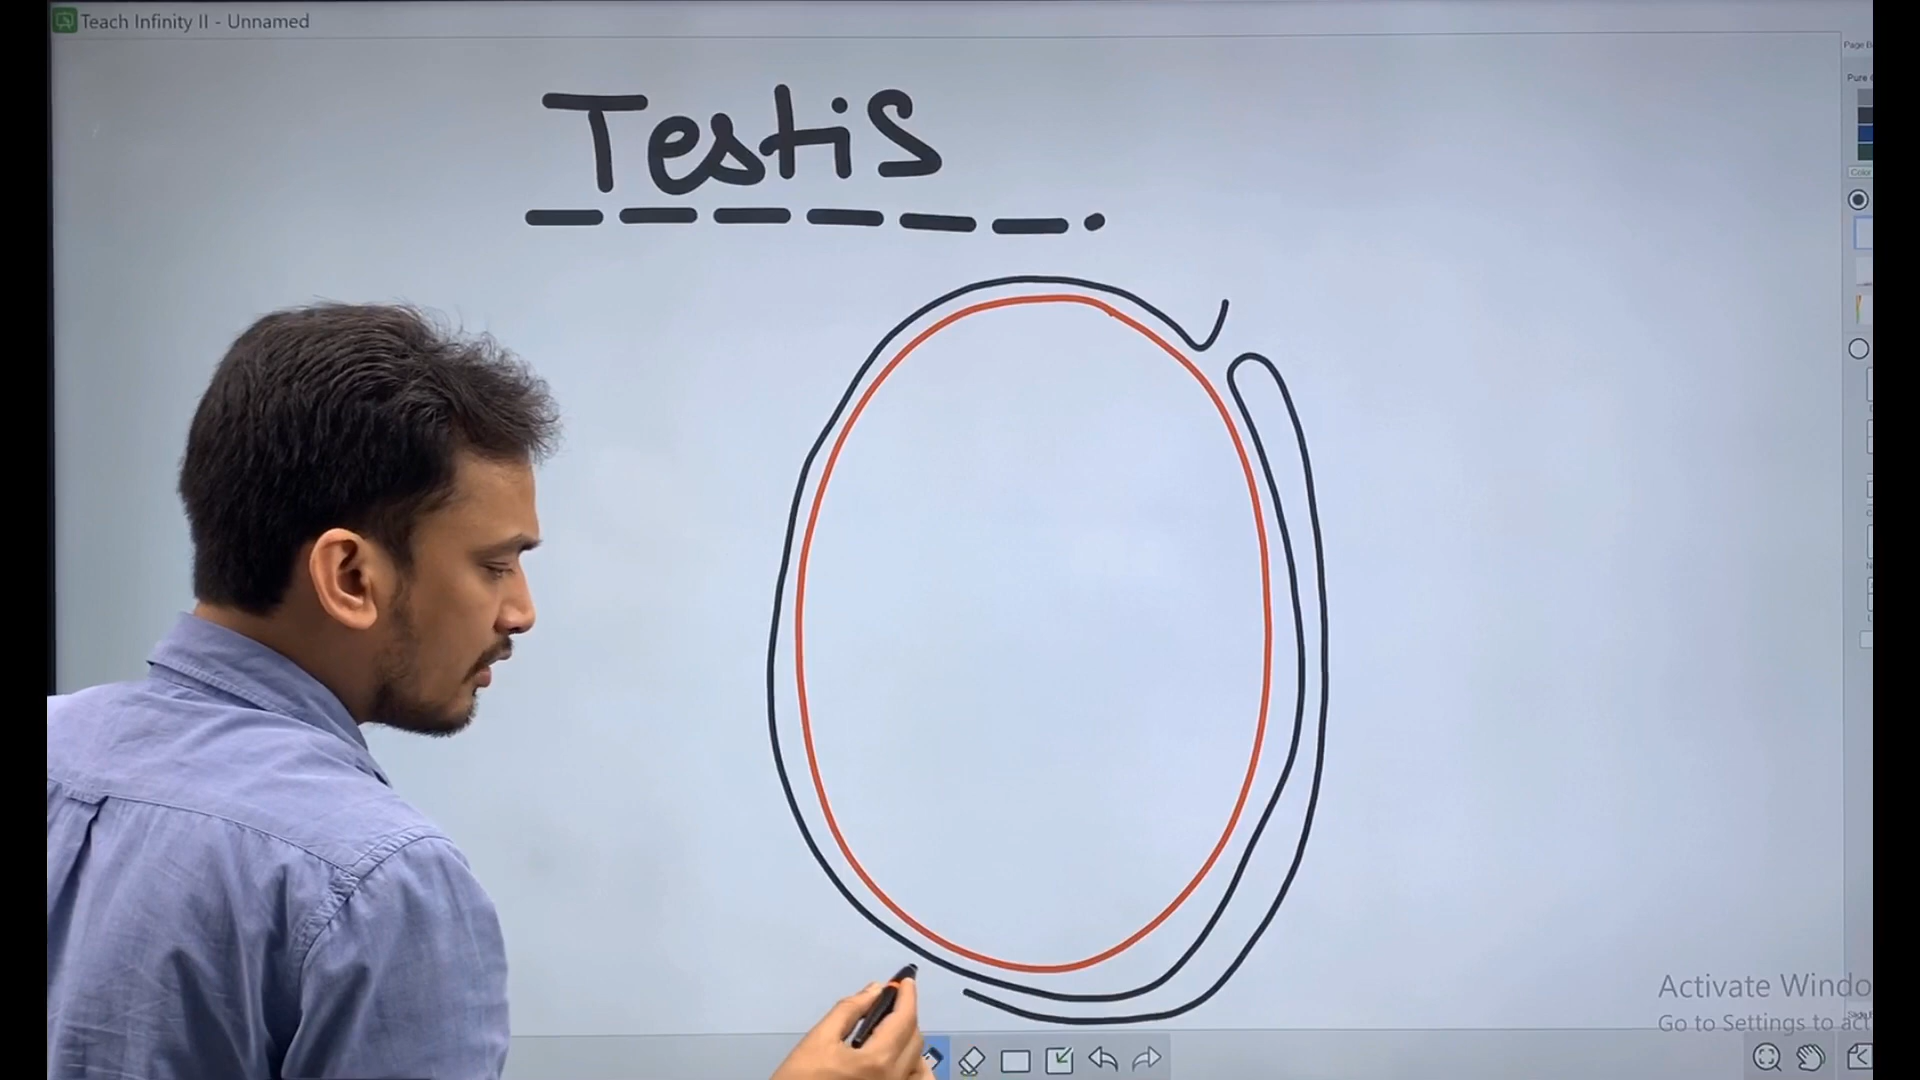 Teach Infinity II - Unnamed
Testis
Activate Windo
Go to Settings to act